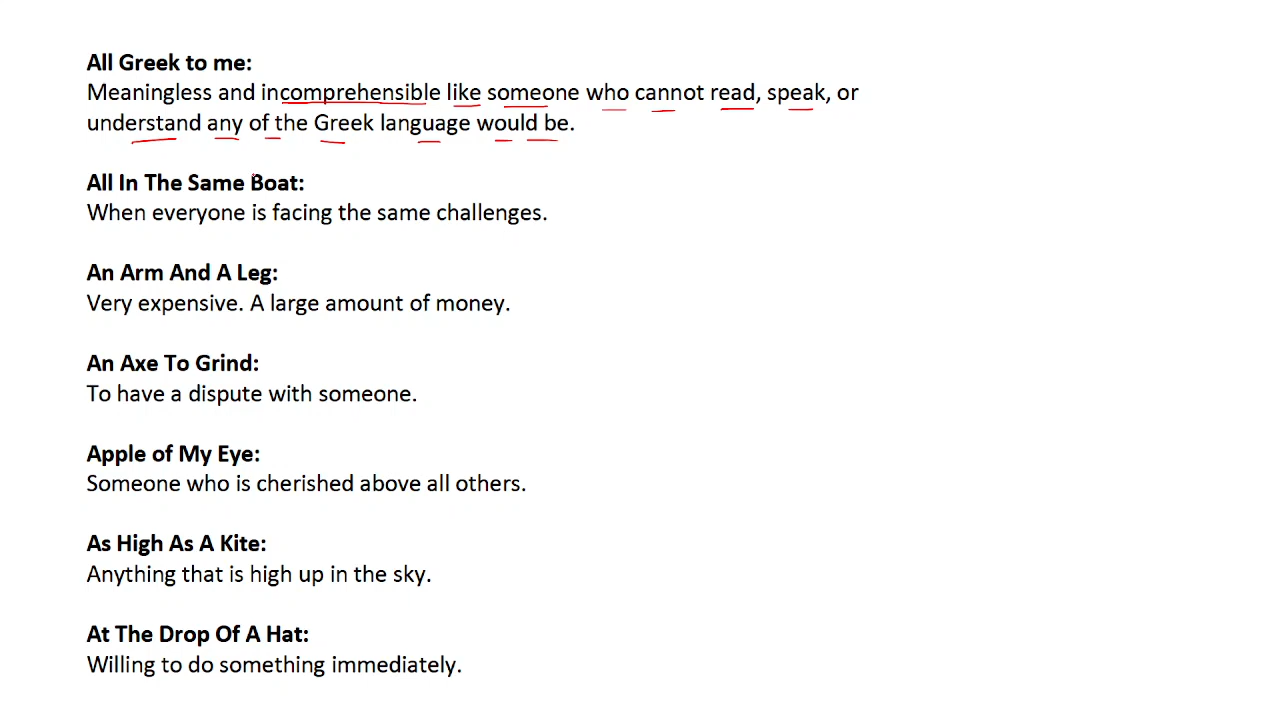 All Greek to me:
Meaningless and incomprehensible like someone who cannot read, speak, or
understand any of the Greek language would be.
All In The Same Boat:
When everyone is facing the same challenges.
An Arm And A Leg:
Very expensive. A large amount of money.
An Axe To Grind:
To have a dispute with someone.
Apple of My Eye:
Someone who is cherished above all others.
As High As A Kite:
Anything that is high up in the sky.
At The Drop Of A Hat:
Willing to do something immediately.